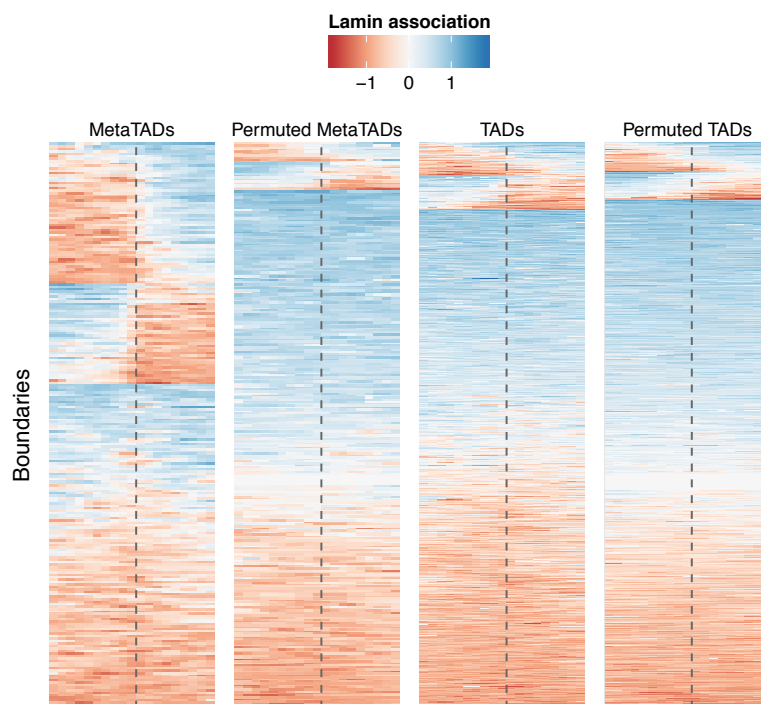 Lamin association
−1 0 1
MetaTADs Permuted MetaTADs TADs Permuted TADs
Boundaries